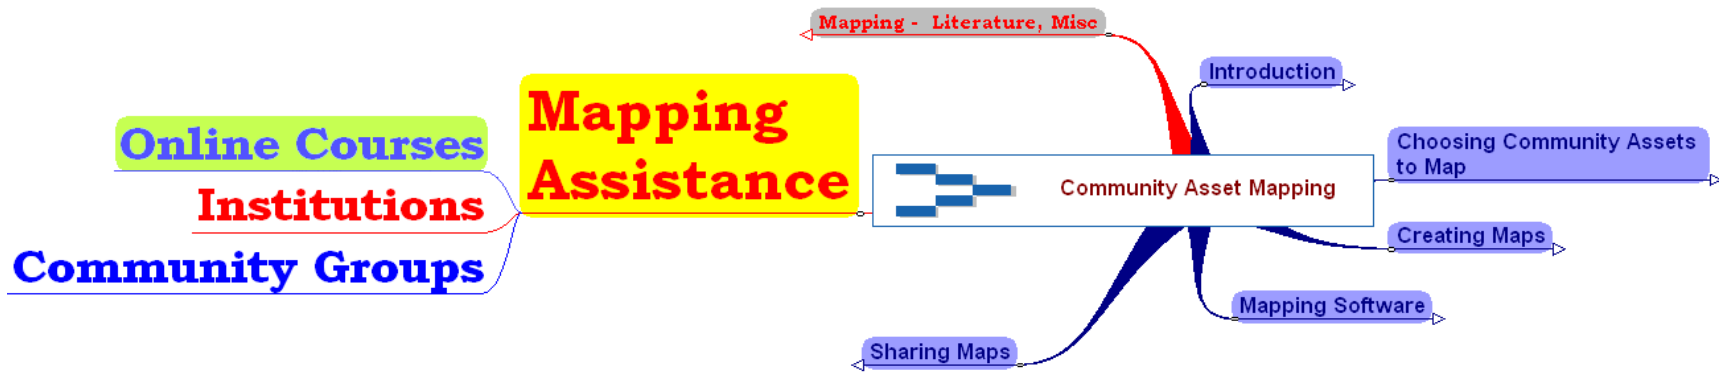 Mapping -  Literature, Misc
Introduction
Mapping
Assistance
Online Courses
Institutions
Community Groups
Community Asset Mapping
Choosing Community Assets
to Map
Creating Maps
Mapping Software
Sharing Maps